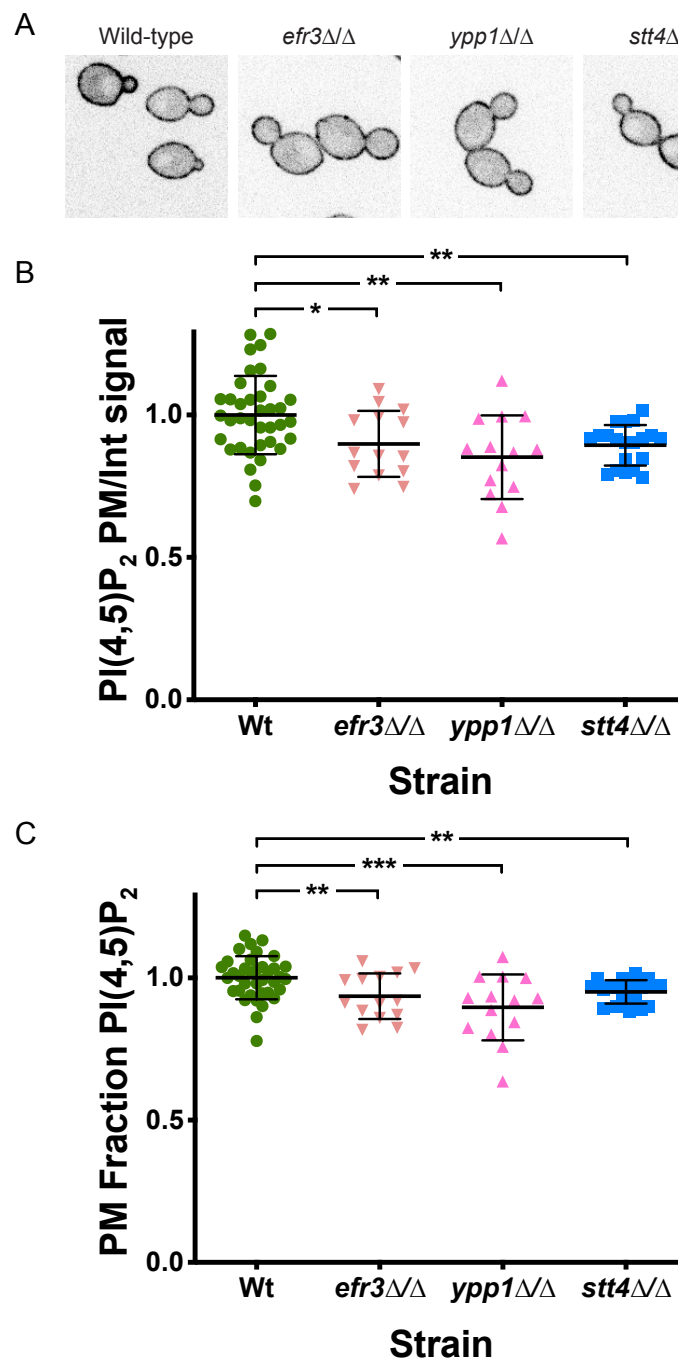 A
Wild-type efr3Δ/Δ ypp1Δ/Δ stt4Δ
B
**
**
*
PI(4,5)P₂ PM/Int signal
1.0
0.5
0.0
Wt efr3Δ/Δ ypp1Δ/Δ stt4Δ/Δ
Strain
C
**
***
**
PM Fraction PI(4,5)P₂
1.0
0.5
0.0
Wt efr3Δ/Δ ypp1Δ/Δ stt4Δ/Δ
Strain